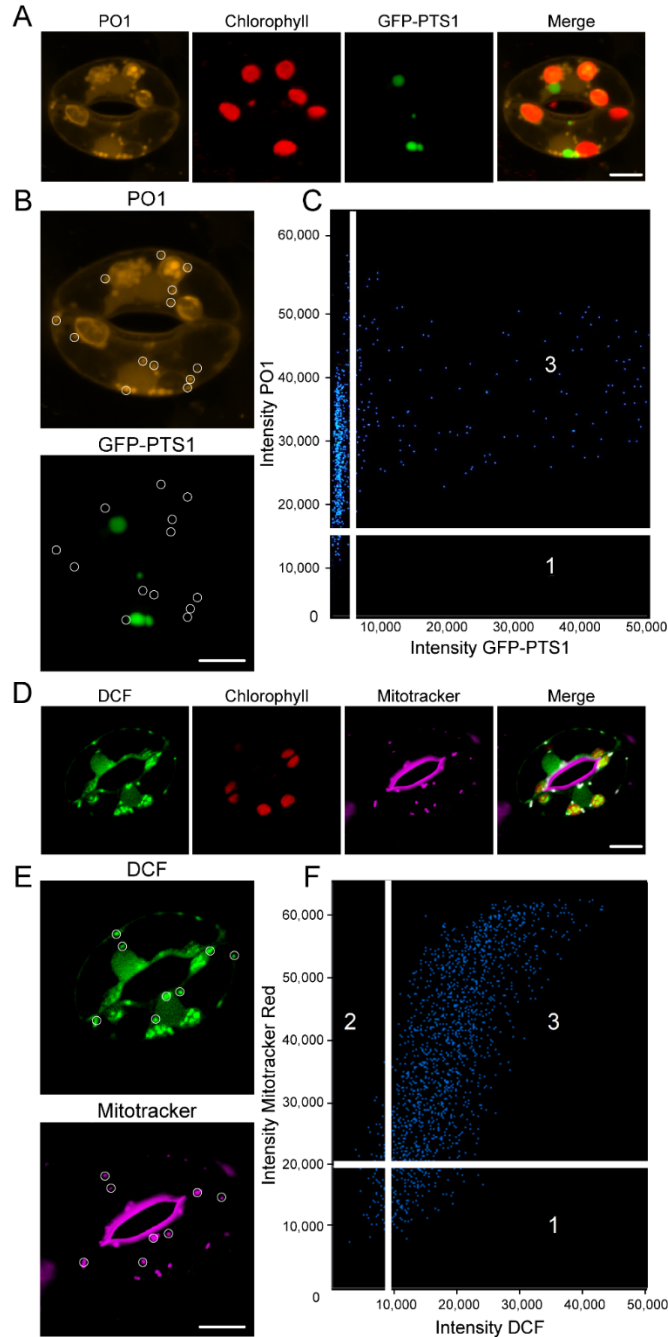 A
PO1 Chlorophyll GFP-PTS1 Merge
B
PO1
GFP-PTS1
C
Intensity PO1
60,000
50,000
40,000
30,000
20,000
10,000
0
3
1
10,000 20,000 30,000 40,000 50,000
Intensity GFP-PTS1
D
DCF Chlorophyll Mitotracker Merge
E
DCF
Mitotracker
F
Intensity Mitotracker Red
60,000
50,000
40,000
30,000
20,000
10,000
0
2
3
1
10,000 20,000 30,000 40,000 50,000
Intensity DCF